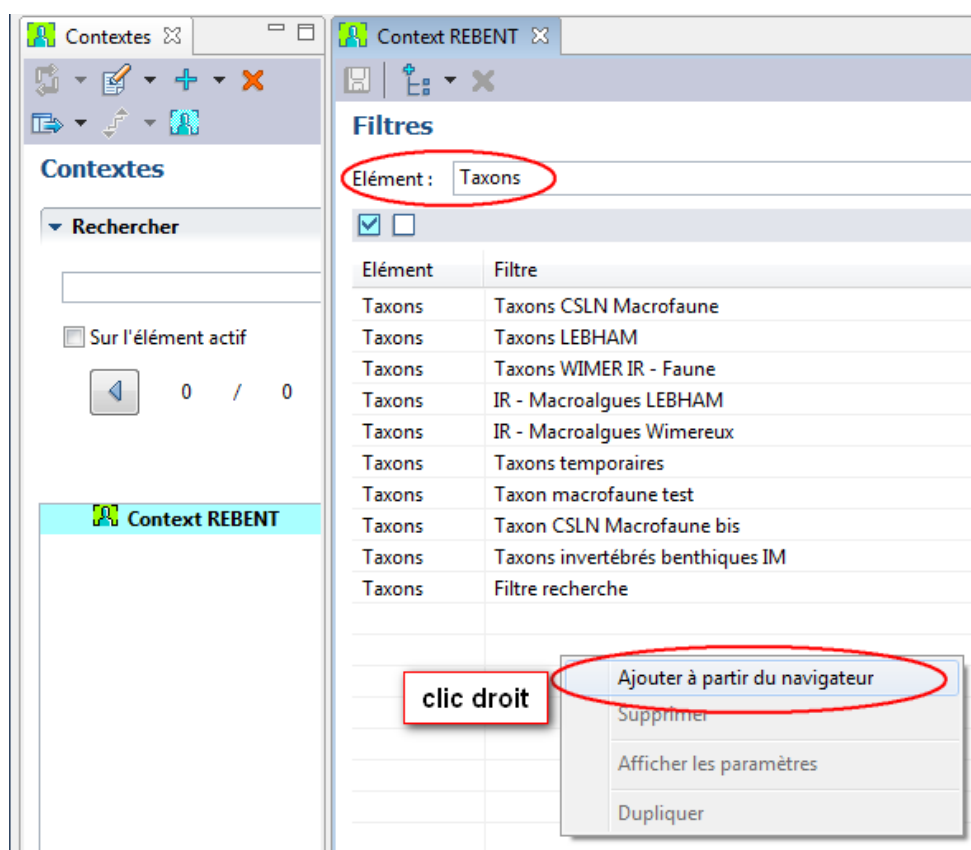 Contextes
Contextes
Rechercher
Sur l'élément actif
0 / 0
Context REBENT
Context REBENT
Filtres
Elément : Taxons
Elément Filtre
Taxons Taxons CSLN Macrofaune
Taxons Taxons LEBHAM
Taxons Taxons WIMER IR - Faune
Taxons IR - Macroalgues LEBHAM
Taxons IR - Macroalgues Wimereux
Taxons Taxons temporaires
Taxons Taxon macrofaune test
Taxons Taxon CSLN Macrofaune bis
Taxons Taxons invertébrés benthiques IM
Taxons Filtre recherche
clic droit
Ajouter à partir du navigateur
Supprimer
Afficher les paramètres
Dupliquer